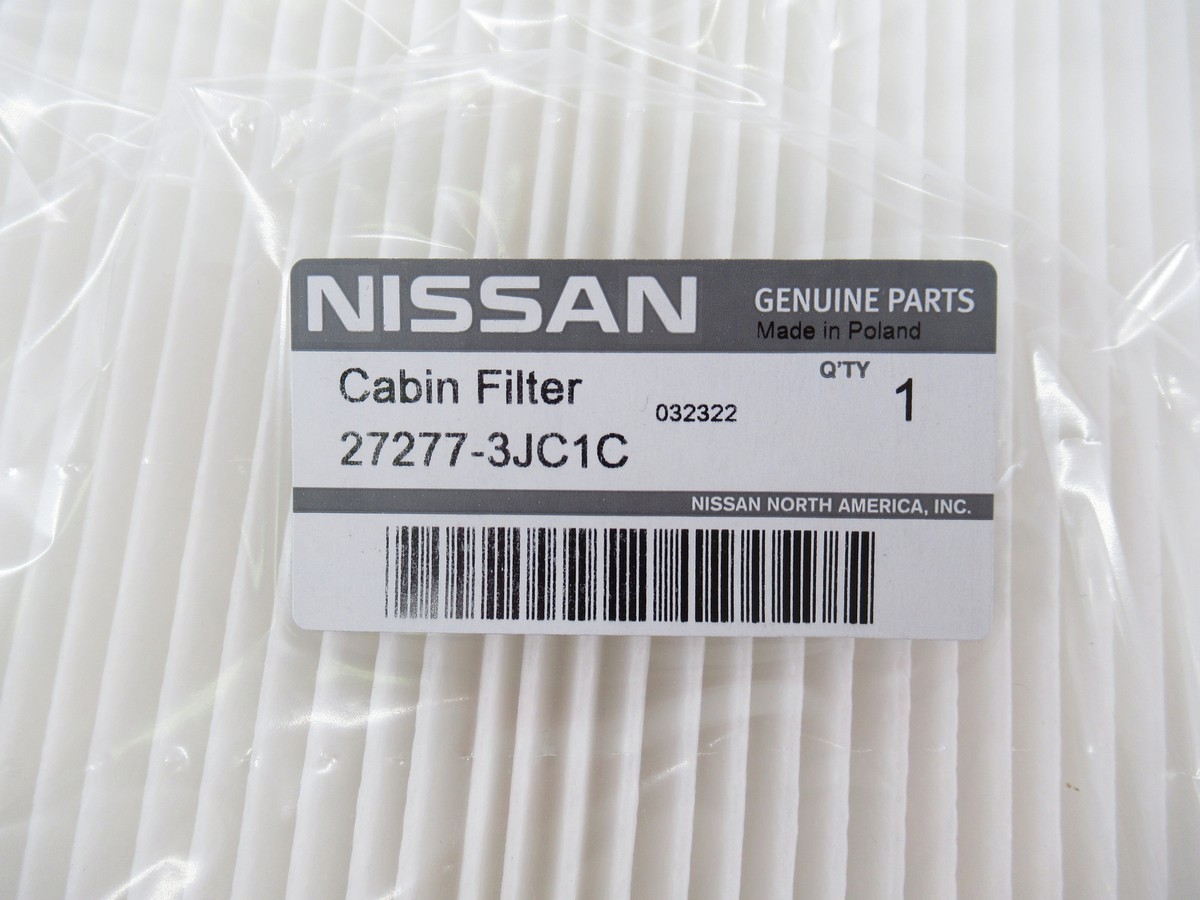 NISSAN
GENUINE PARTS
Made in Poland
Cabin Filter
Q'TY
1
032322
27277-3JC1C
NISSAN NORTH AMERICA, INC.